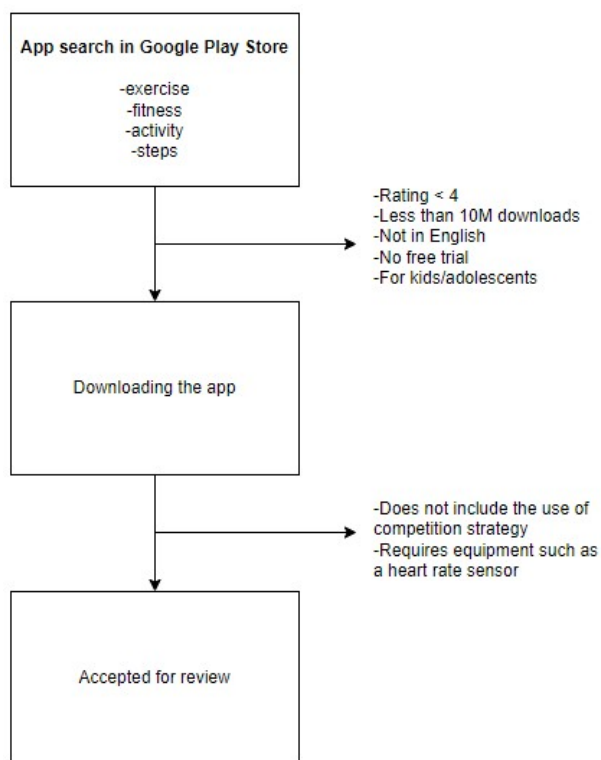 App search in Google Play Store
-exercise
-fitness
-activity
-steps
-Rating < 4
-Less than 10M downloads
-Not in English
-No free trial
-For kids/adolescents
Downloading the app
-Does not include the use of
competition strategy
-Requires equipment such as
a heart rate sensor
Accepted for review